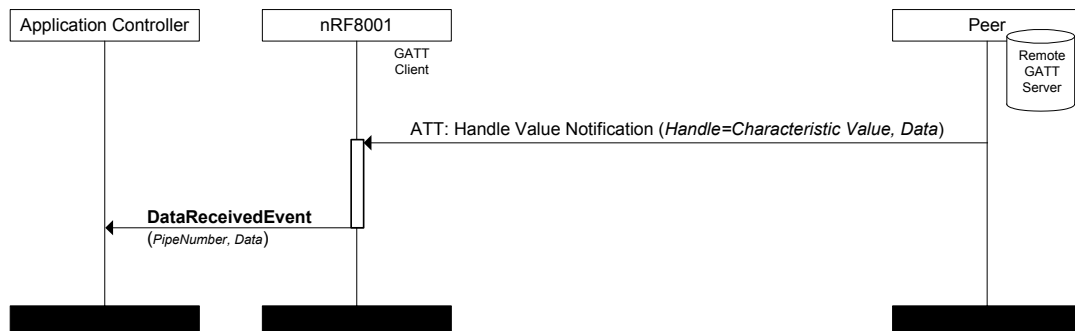 Application Controller
nRF8001
Peer
GATT
Client
Remote
GATT
Server
ATT: Handle Value Notification (Handle=Characteristic Value, Data)
DataReceivedEvent
(PipeNumber, Data)